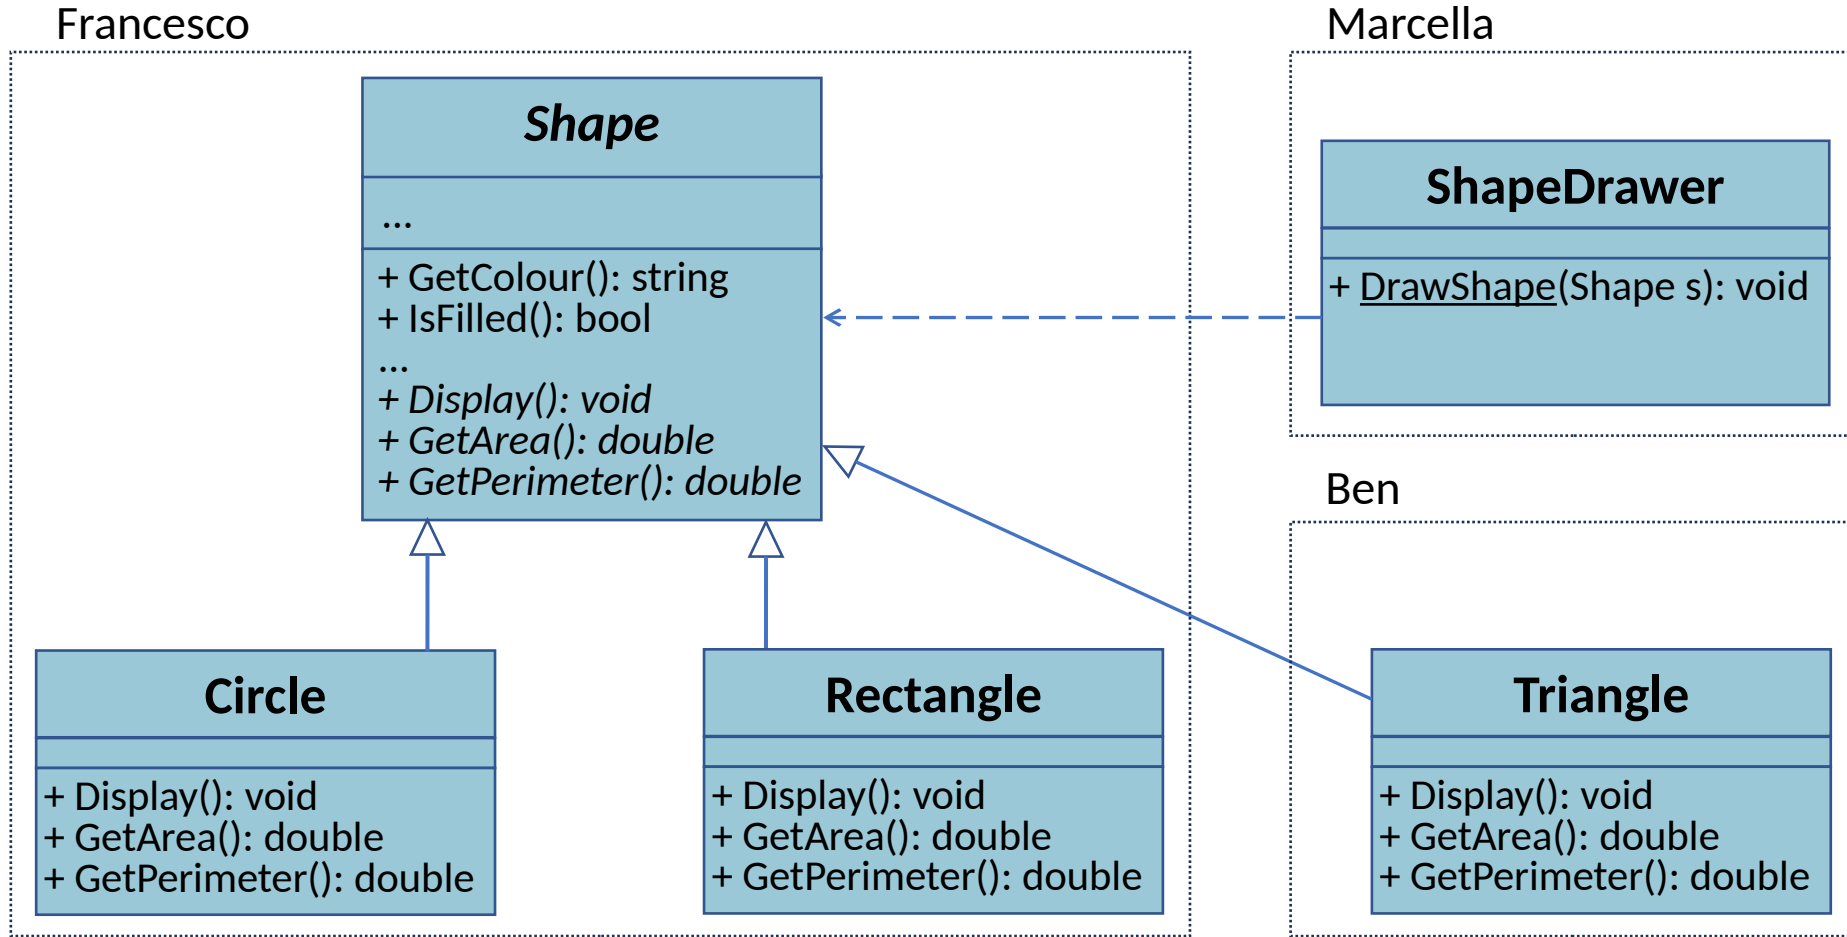 Francesco
Shape
...
+ GetColour(): string
+ IsFilled(): bool
...
+ Display(): void
+ GetArea(): double
+ GetPerimeter(): double
Circle
+ Display(): void
+ GetArea(): double
+ GetPerimeter(): double
Rectangle
+ Display(): void
+ GetArea(): double
+ GetPerimeter(): double
Marcella
ShapeDrawer
+ DrawShape(Shape s): void
Ben
Triangle
+ Display(): void
+ GetArea(): double
+ GetPerimeter(): double